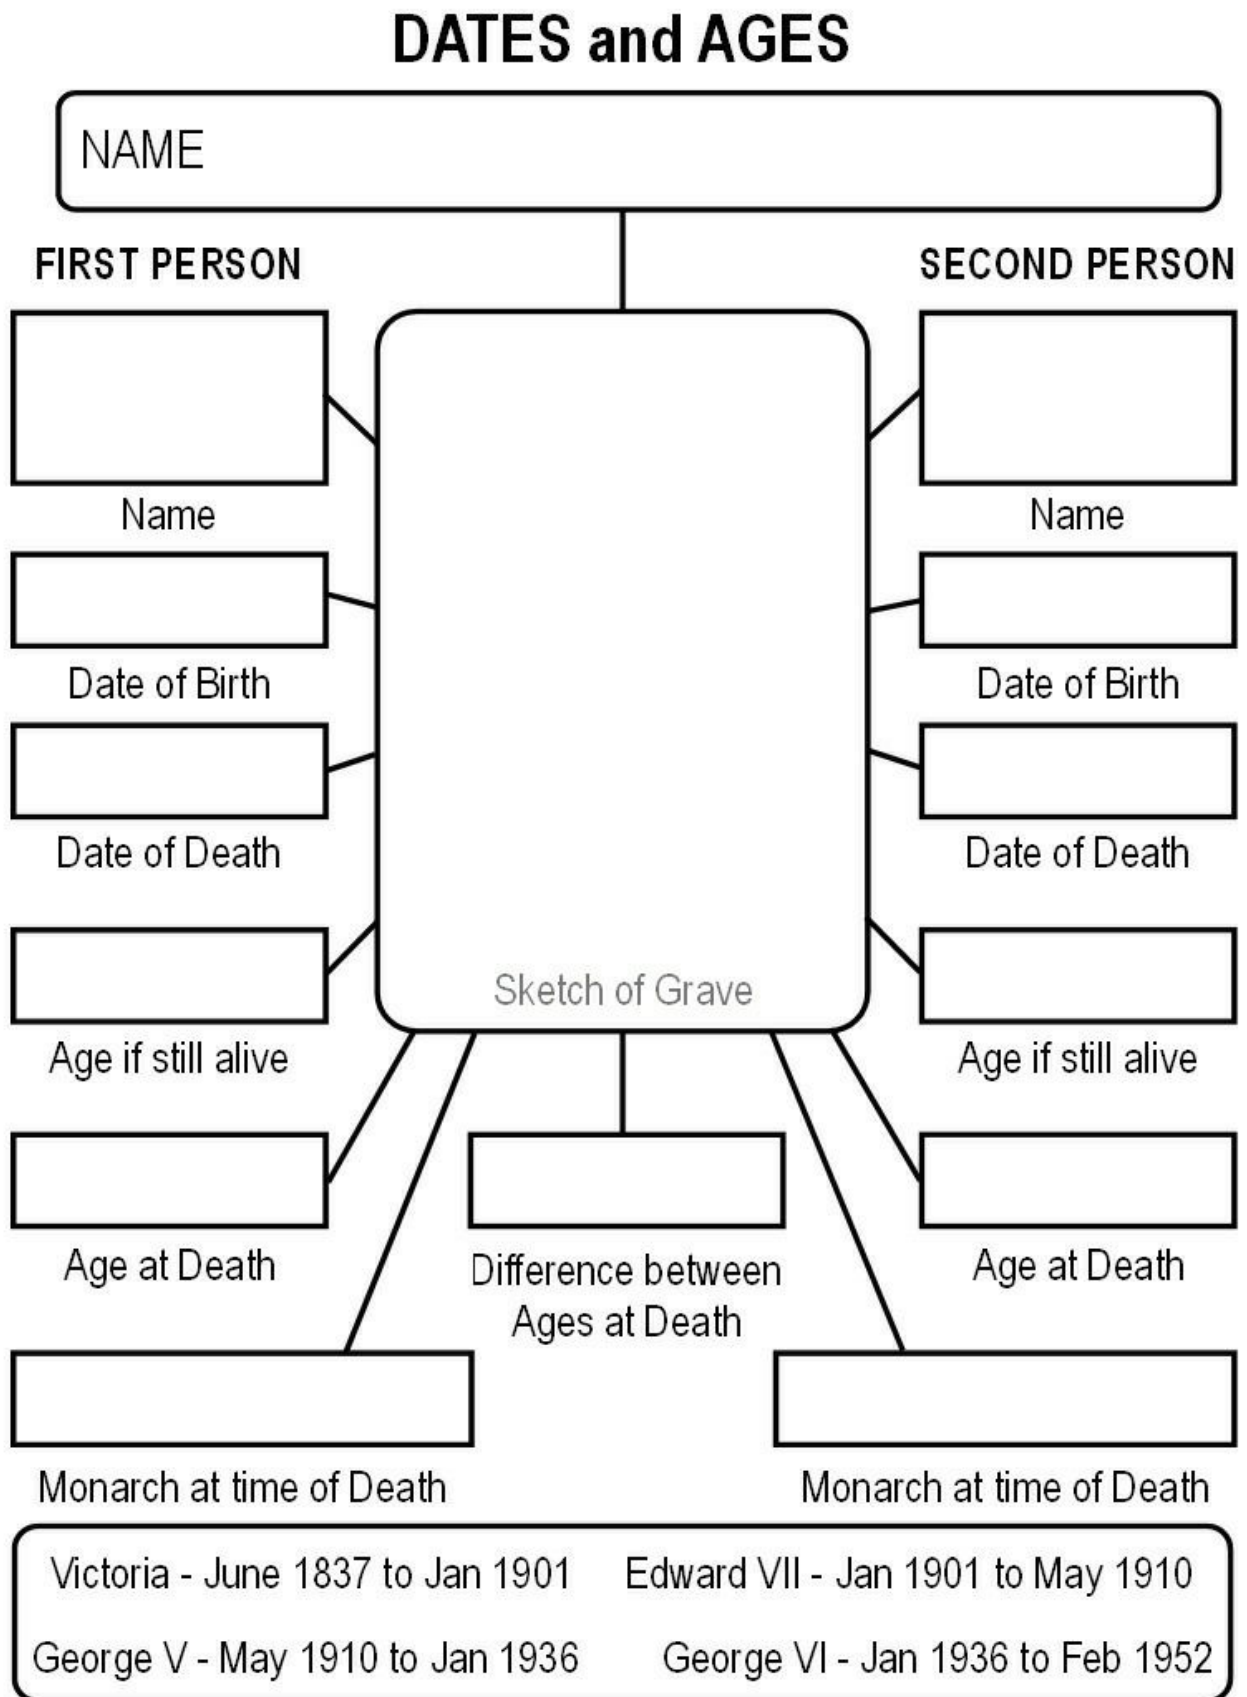 DATES and AGES
NAME
FIRST PERSON
SECOND PERSON
Name
Name
Date of Birth
Date of Birth
Date of Death
Date of Death
Sketch of Grave
Age if still alive
Age if still alive
Age at Death
Difference between
Ages at Death
Age at Death
Monarch at time of Death
Monarch at time of Death
Victoria - June 1837 to Jan 1901
Edward VII - Jan 1901 to May 1910
George V - May 1910 to Jan 1936
George VI - Jan 1936 to Feb 1952